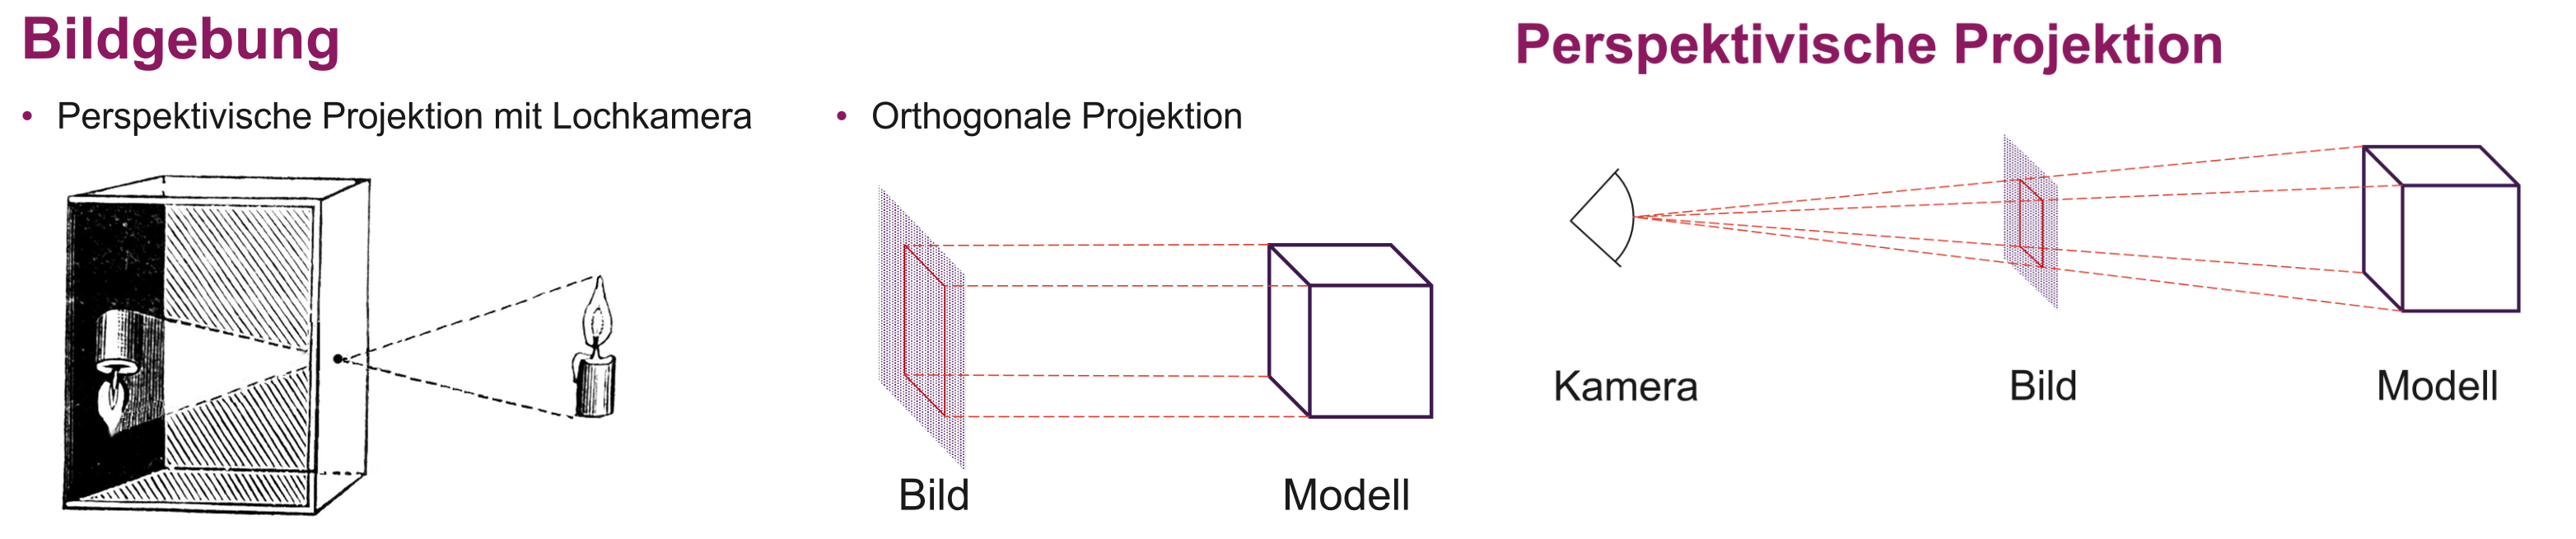 Bildgebung
• Perspektivische Projektion mit Lochkamera
• Orthogonale Projektion
Bild
Modell
Perspektivische Projektion
Kamera
Bild
Modell